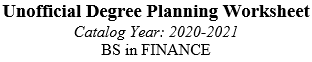 Unofficial Degree Planning Worksheet
Catalog Year: 2020-2021
BS in FINANCE